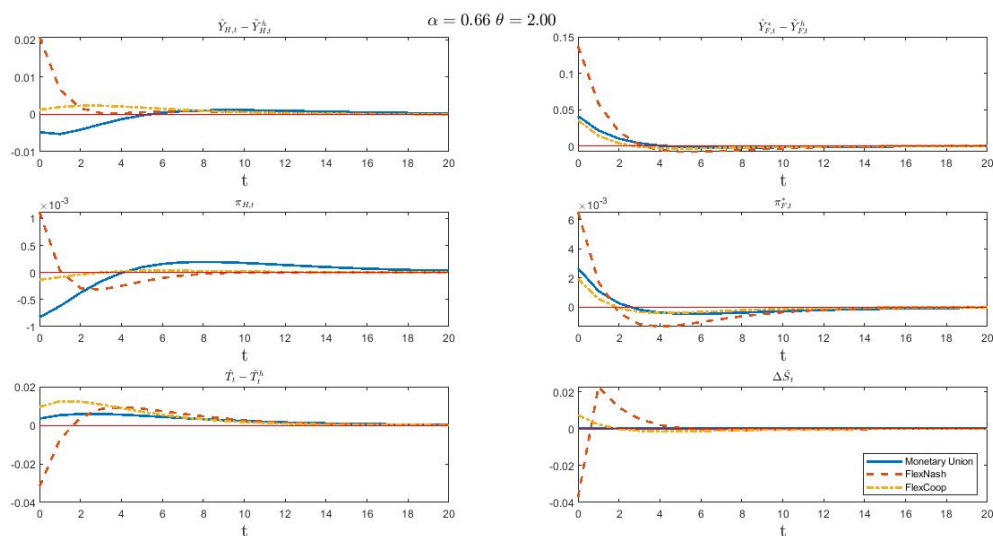 α = 0.66 θ = 2.00
Ŷ_{H,t} − Ỹ^h_{H,t}
0.02
0.01
0
-0.01
0 2 4 6 8 10 12 14 16 18 20
t
Ŷ^*_{F,t} − Ỹ^h_{F,t}
0.15
0.1
0.05
0
0 2 4 6 8 10 12 14 16 18 20
t
π_{H,t}
×10^{-3}
1
0.5
0
-0.5
-1
0 2 4 6 8 10 12 14 16 18 20
t
π^*_{F,t}
×10^{-3}
6
4
2
0
0 2 4 6 8 10 12 14 16 18 20
t
T̂_t − T̃^h_t
0.02
0
-0.02
-0.04
0 2 4 6 8 10 12 14 16 18 20
t
ΔŜ_t
0.02
0
-0.02
-0.04
0 2 4 6 8 10 12 14 16 18 20
t
Monetary Union
FlexNash
FlexCoop